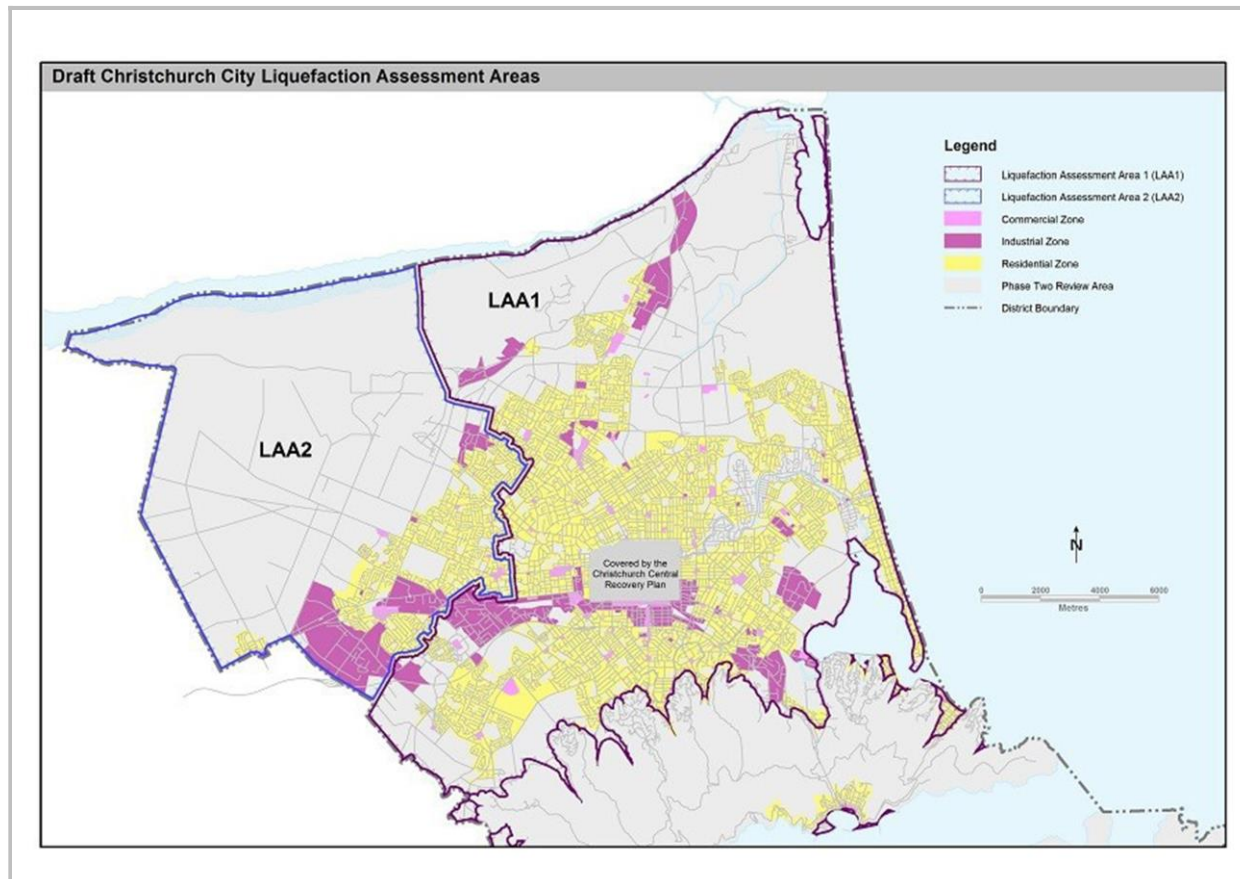 Draft Christchurch City Liquefaction Assessment Areas
Legend
Liquefaction Assessment Area 1 (LAA1)
Liquefaction Assessment Area 2 (LAA2)
Commercial Zone
Industrial Zone
Residential Zone
Phase Two Review Area
District Boundary
LAA1
LAA2
Covered by the
Christchurch Central
Recovery Plan
N
0 2000 4000 6000
Metres